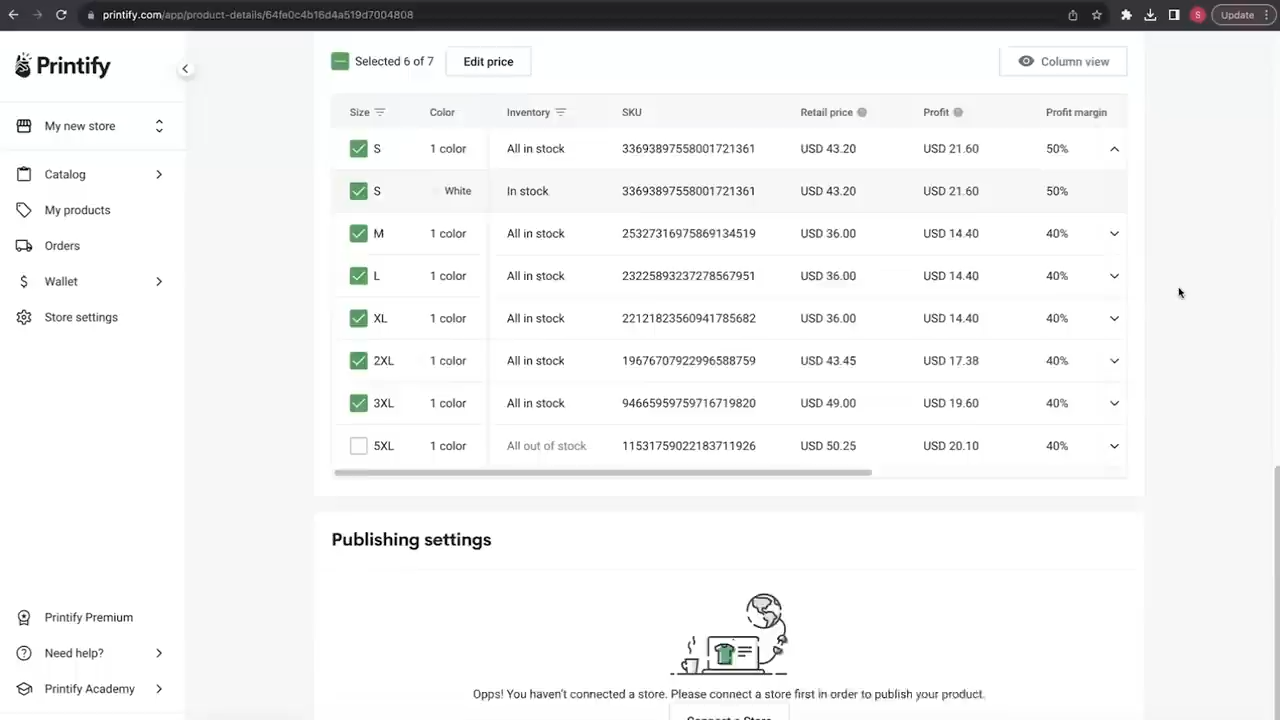 printify.com/app/product-details/64fe0c4b16d4a519d7004808
S
Update
Printify
My new store
Catalog
My products
Orders
Wallet
Store settings
Printify Premium
Need help?
Printify Academy
Selected 6 of 7
Edit price
Column view
Size Color Inventory SKU Retail price Profit Profit margin
S 1 color All in stock 33693897558001721361 USD 43.20 USD 21.60 50%
S White In stock 33693897558001721361 USD 43.20 USD 21.60 50%
M 1 color All in stock 25327316975869134519 USD 36.00 USD 14.40 40%
L 1 color All in stock 23225893237278567951 USD 36.00 USD 14.40 40%
XL 1 color All in stock 22121823560941785682 USD 36.00 USD 14.40 40%
2XL 1 color All in stock 19676707922996588759 USD 43.45 USD 17.38 40%
3XL 1 color All in stock 94665959759716719820 USD 49.00 USD 19.60 40%
5XL 1 color All out of stock 11531759022183711926 USD 50.25 USD 20.10 40%
Publishing settings
Opps! You haven't connected a store. Please connect a store first in order to publish your product.
Connect a Store